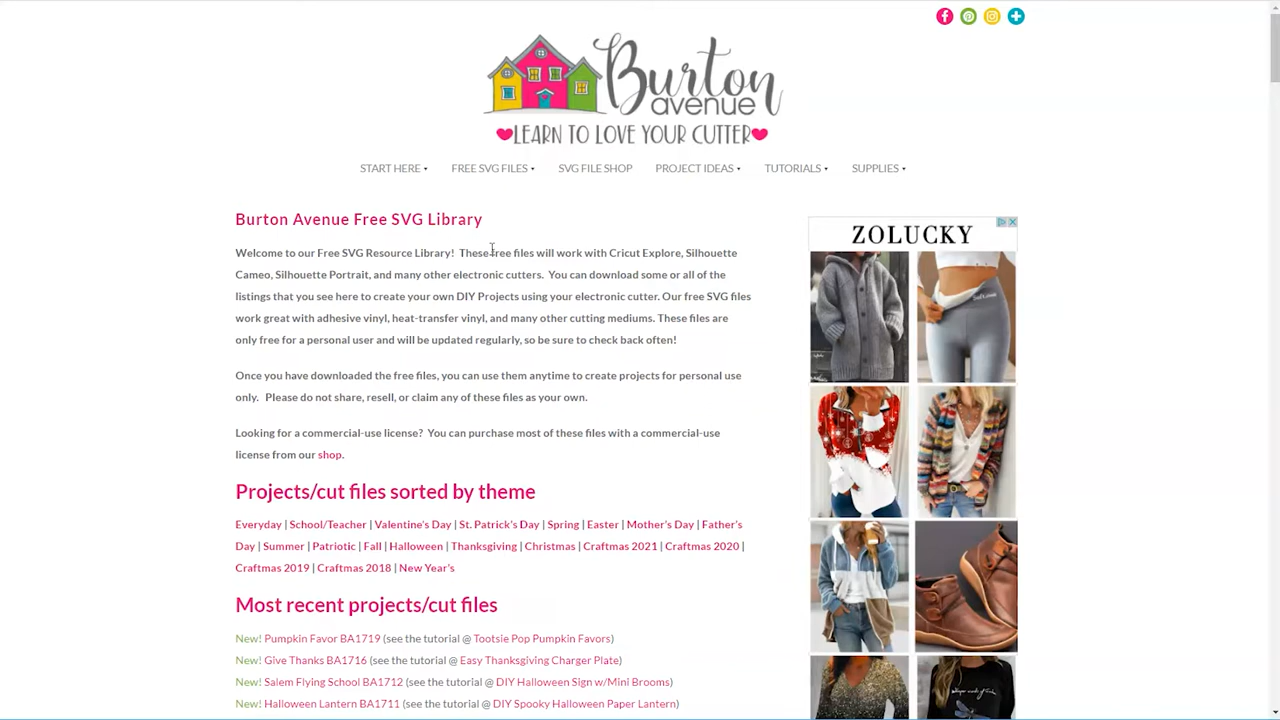 Burton
avenue
LEARN TO LOVE YOUR CUTTER
START HERE
FREE SVG FILES
SVG FILE SHOP
PROJECT IDEAS
TUTORIALS
SUPPLIES
Burton Avenue Free SVG Library
Welcome to our Free SVG Resource Library! These free files will work with Cricut Explore, Silhouette
Cameo, Silhouette Portrait, and many other electronic cutters. You can download some or all of the
listings that you see here to create your own DIY Projects using your electronic cutter. Our free SVG files
work great with adhesive vinyl, heat-transfer vinyl, and many other cutting mediums. These files are
only free for a personal user and will be updated regularly, so be sure to check back often!
Once you have downloaded the free files, you can use them anytime to create projects for personal use
only. Please do not share, resell, or claim any of these files as your own.
Looking for a commercial-use license? You can purchase most of these files with a commercial-use
license from our shop.
Projects/cut files sorted by theme
Everyday | School/Teacher | Valentine's Day | St. Patrick's Day | Spring | Easter | Mother's Day | Father's
Day | Summer | Patriotic | Fall | Halloween | Thanksgiving | Christmas | Craftmas 2021 | Craftmas 2020 |
Craftmas 2019 | Craftmas 2018 | New Year's
Most recent projects/cut files
New! Pumpkin Favor BA1719 (see the tutorial @ Tootsie Pop Pumpkin Favors)
New! Give Thanks BA1716 (see the tutorial @ Easy Thanksgiving Charger Plate)
New! Salem Flying School BA1712 (see the tutorial @ DIY Halloween Sign w/Mini Brooms)
New! Halloween Lantern BA1711 (see the tutorial @ DIY Spooky Halloween Paper Lantern)
ZOLUCKY